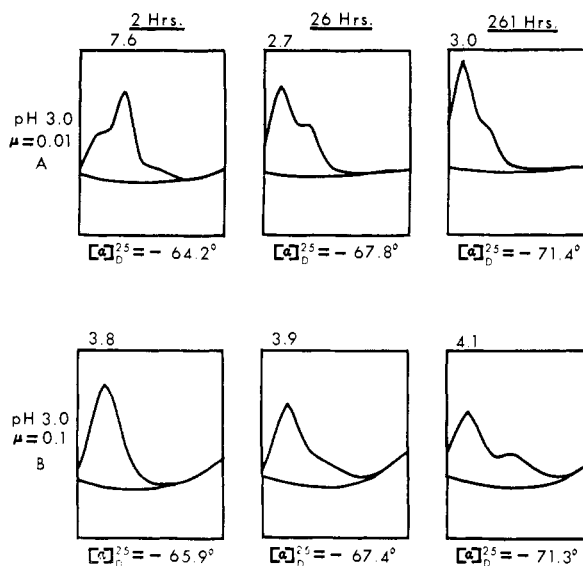 2 Hrs. 26 Hrs. 261 Hrs.
7.6 2.7 3.0
pH 3.0
μ=0.01
A
[α]D25=− 64.2° [α]D25=− 67.8° [α]D25=− 71.4°
3.8 3.9 4.1
pH 3.0
μ=0.1
B
[α]D25=− 65.9° [α]D25=− 67.4° [α]D25=− 71.3°